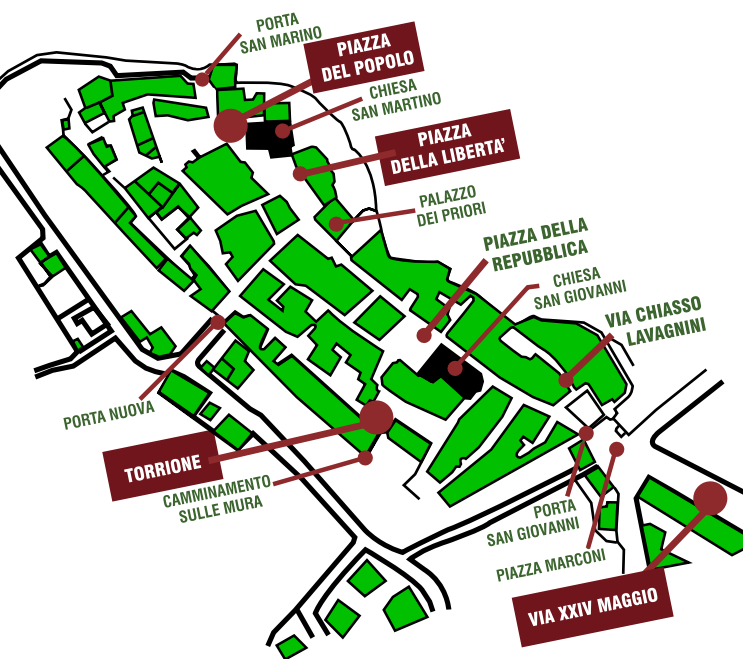 PORTA
SAN MARINO
PIAZZA
DEL POPOLO
CHIESA
SAN MARTINO
PIAZZA
DELLA LIBERTA’
PALAZZO
DEI PRIORI
PIAZZA DELLA
REPUBBLICA
CHIESA
SAN GIOVANNI
VIA CHIASSO
LAVAGNINI
PORTA NUOVA
TORRIONE
CAMMINAMENTO
SULLE MURA
PORTA
SAN GIOVANNI
PIAZZA MARCONI
VIA XXIV MAGGIO